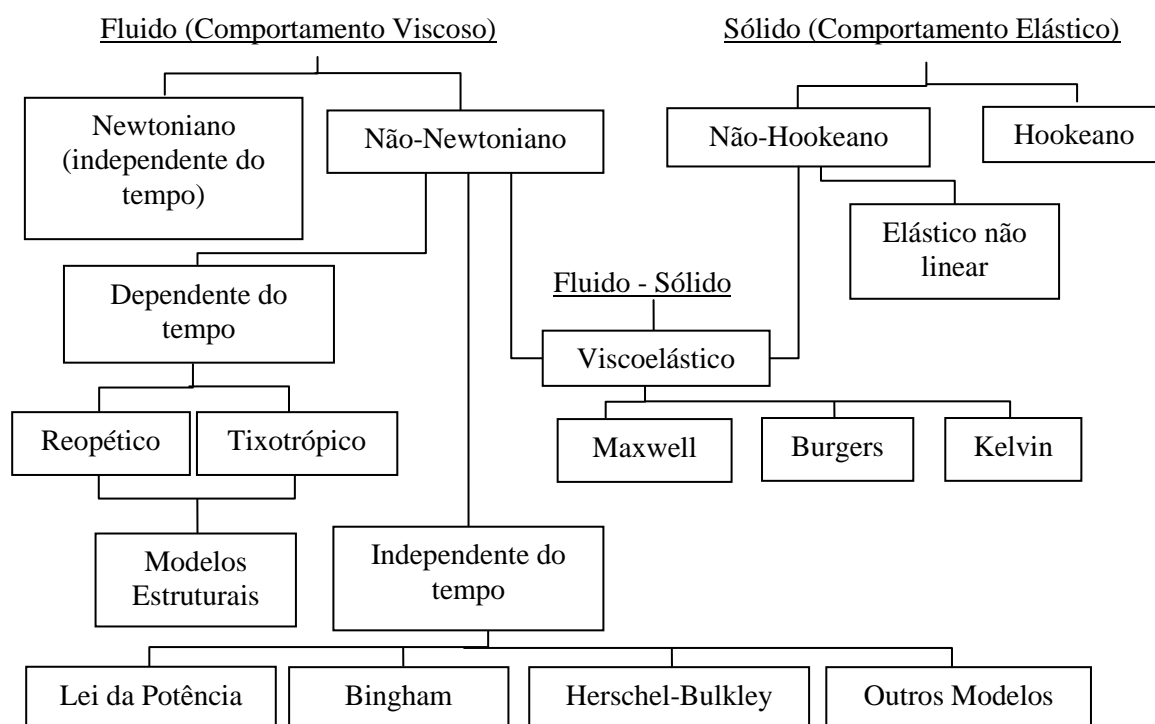 Fluido (Comportamento Viscoso)
Sólido (Comportamento Elástico)
Newtoniano
(independente do
tempo)
Não-Newtoniano
Não-Hookeano
Hookeano
Elástico não
linear
Dependente do
tempo
Fluido - Sólido
Viscoelástico
Reopético
Tixotrópico
Maxwell
Burgers
Kelvin
Modelos
Estruturais
Independente do
tempo
Lei da Potência
Bingham
Herschel-Bulkley
Outros Modelos